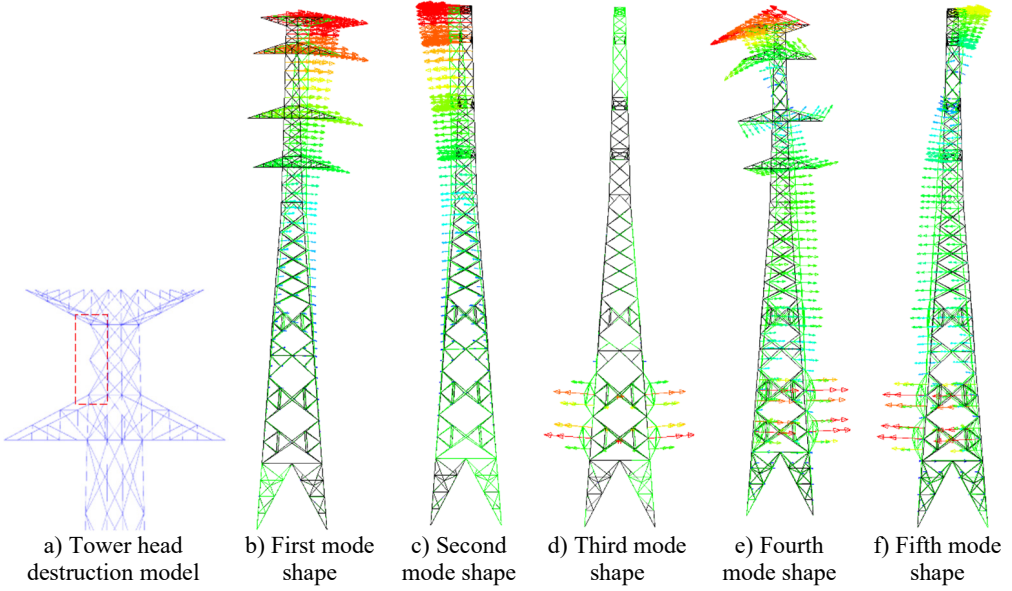 a) Tower head
destruction model
b) First mode
shape
c) Second
mode shape
d) Third mode
shape
e) Fourth
mode shape
f) Fifth mode
shape